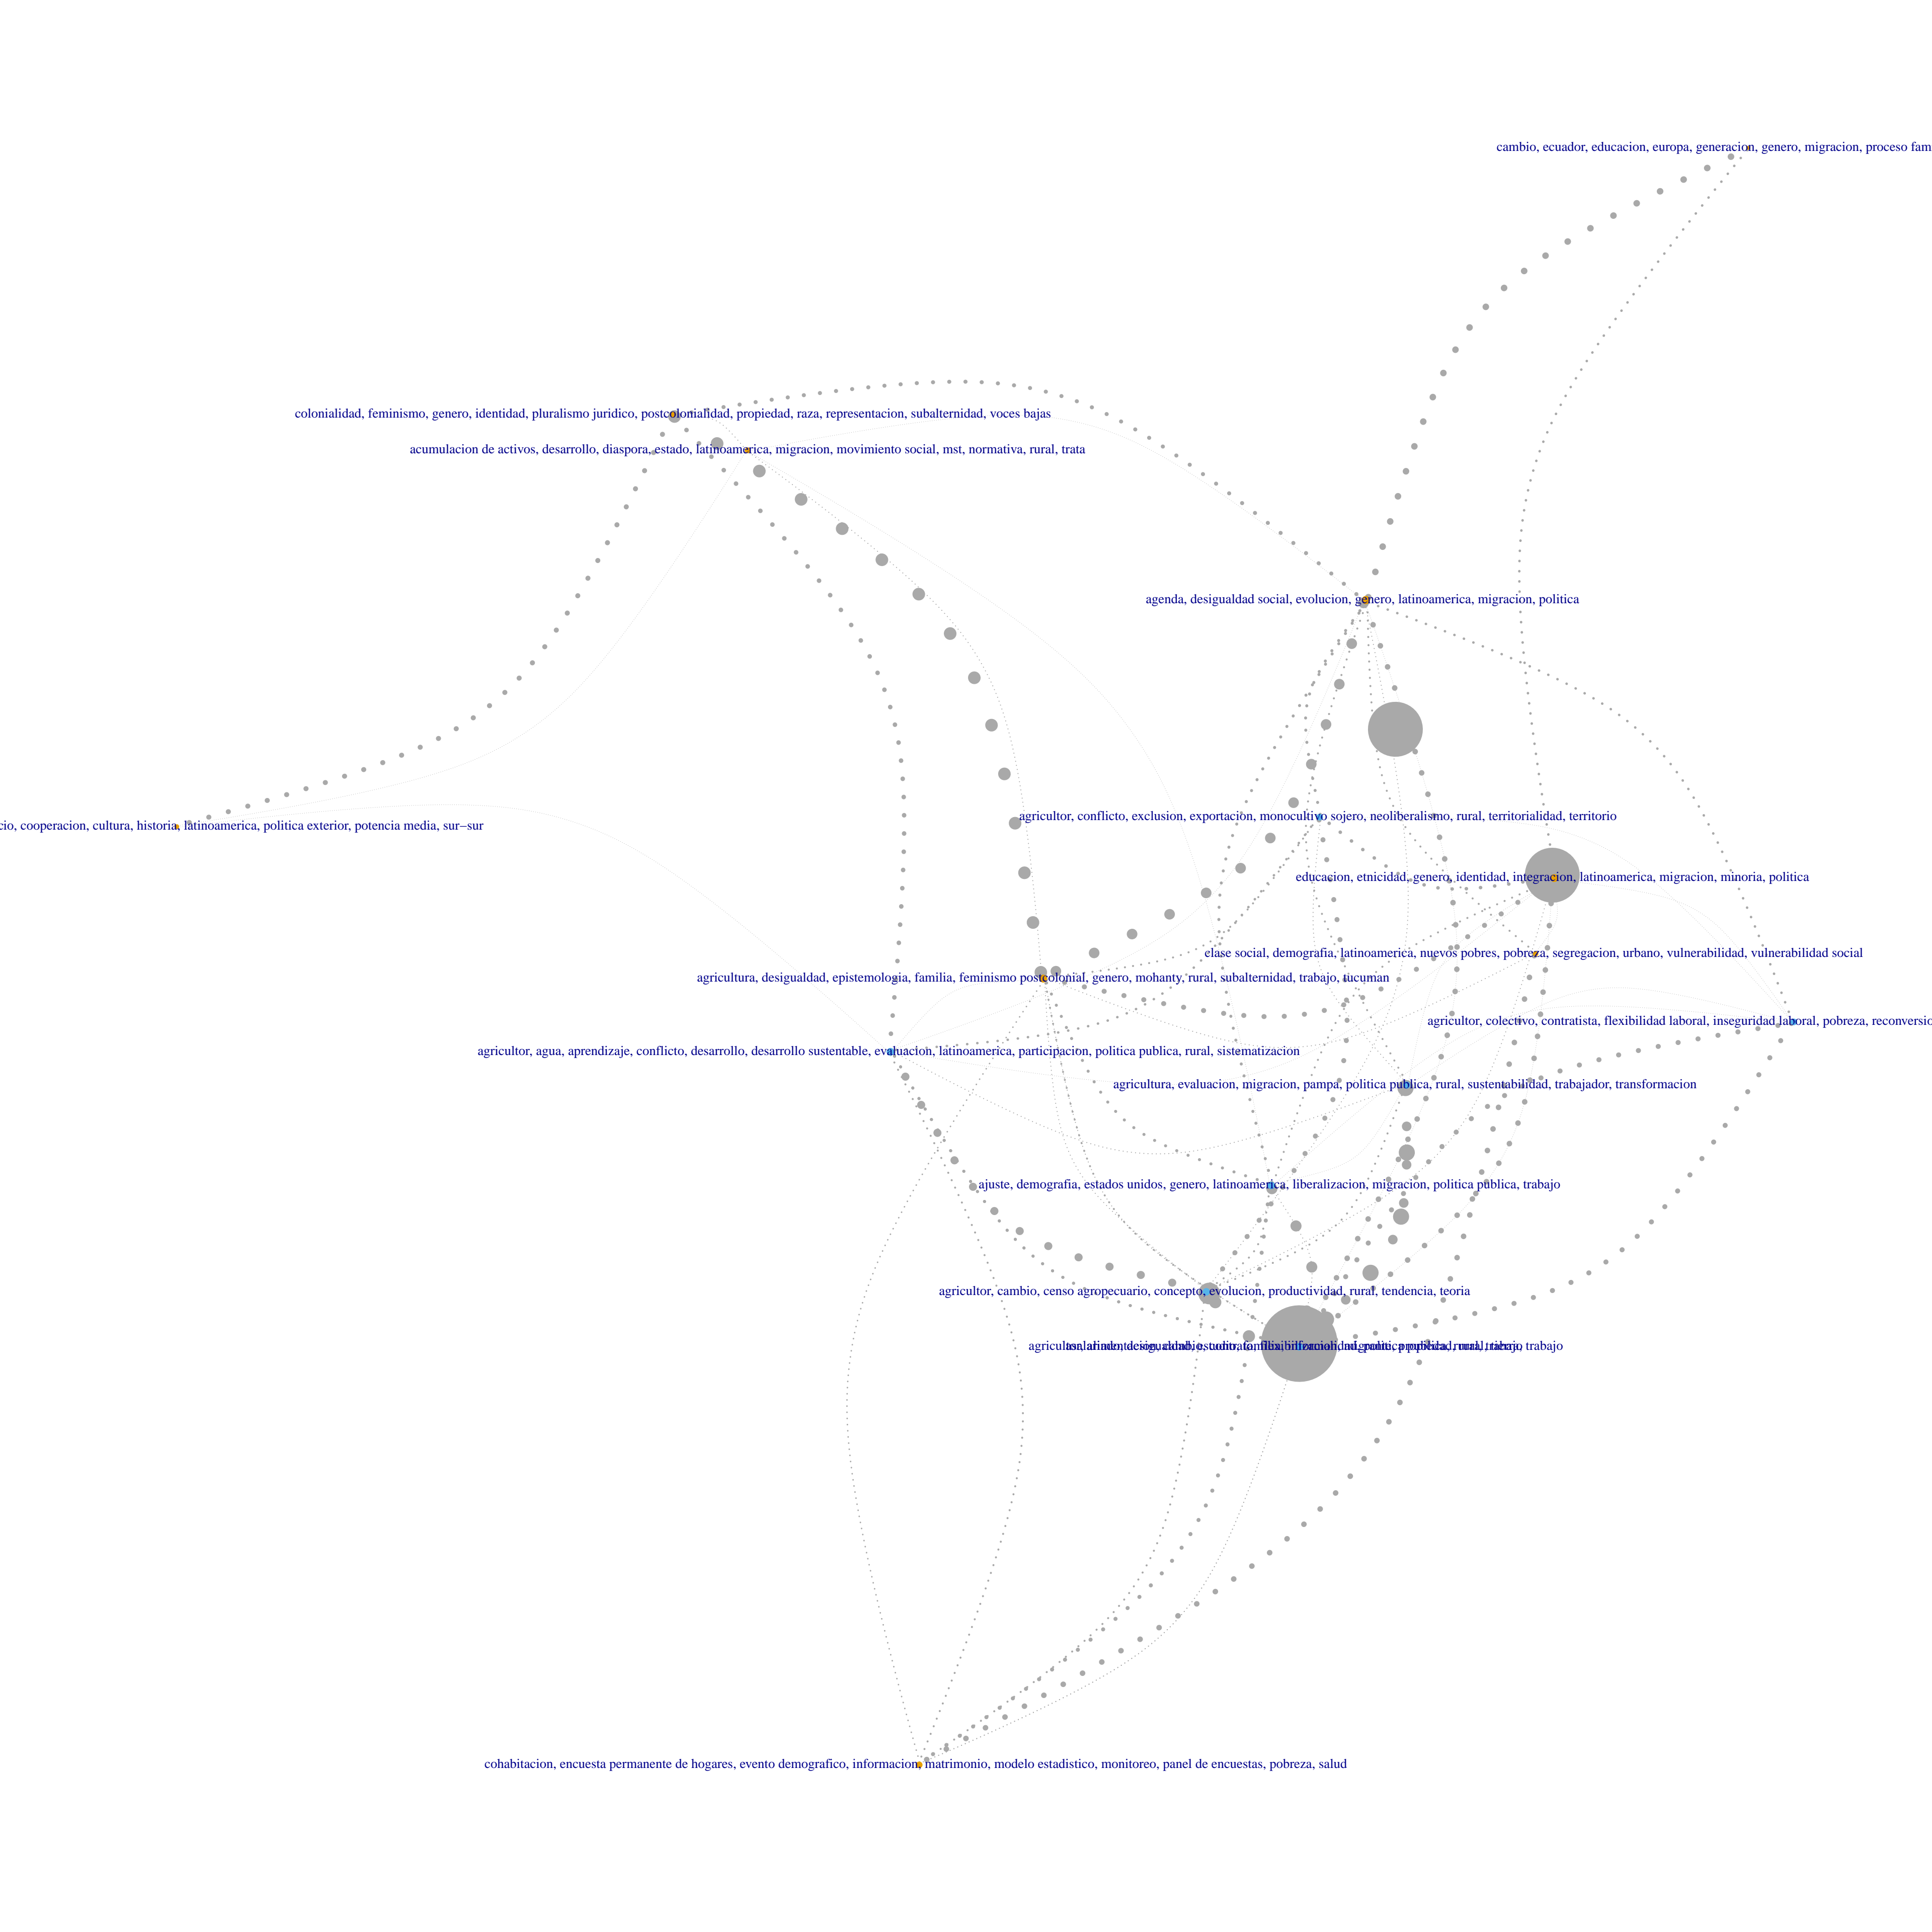 cambio, ecuador, educacion, europa, generacion, genero, migracion, proceso fam
colonialidad, feminismo, genero, identidad, pluralismo juridico, postcolonialidad, propiedad, raza, representacion, subalternidad, voces bajas
acumulacion de activos, desarrollo, diaspora, estado, latinoamerica, migracion, movimiento social, mst, normativa, rural, trata
agenda, desigualdad social, evolucion, genero, latinoamerica, migracion, politica
agricultor, conflicto, exclusion, exportacion, monocultivo sojero, neoliberalismo, rural, territorialidad, territorio
cio, cooperacion, cultura, historia, latinoamerica, politica exterior, potencia media, sur−sur
educacion, etnicidad, genero, identidad, integracion, latinoamerica, migracion, minoria, politica
clase social, demografia, latinoamerica, nuevos pobres, pobreza, segregacion, urbano, vulnerabilidad, vulnerabilidad social
agricultura, desigualdad, epistemologia, familia, feminismo postcolonial, genero, mohanty, rural, subalternidad, trabajo, tucuman
agricultor, colectivo, contratista, flexibilidad laboral, inseguridad laboral, pobreza, reconversio
agricultor, agua, aprendizaje, conflicto, desarrollo, desarrollo sustentable, evaluacion, latinoamerica, participacion, politica publica, rural, sistematizacion
agricultura, evaluacion, migracion, pampa, politica publica, rural, sustentabilidad, trabajador, transformacion
ajuste, demografia, estados unidos, genero, latinoamerica, liberalizacion, migracion, politica publica, trabajo
agricultor, cambio, censo agropecuario, concepto, evolucion, productividad, rural, tendencia, teoria
trabajo
cohabitacion, encuesta permanente de hogares, evento demografico, informacion, matrimonio, modelo estadistico, monitoreo, panel de encuestas, pobreza, salud